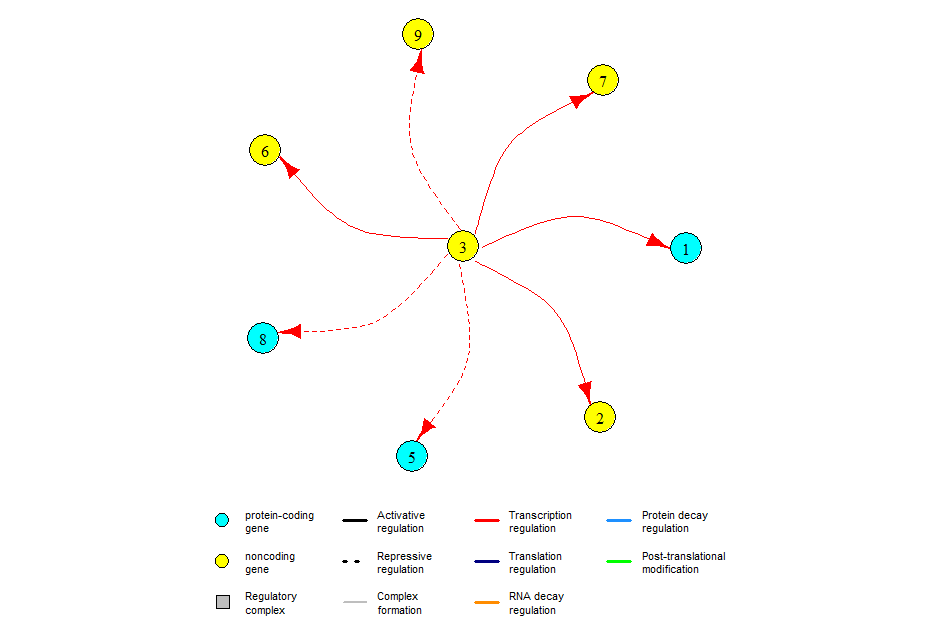 9
7
6
3
1
8
2
5
protein-coding
gene
Activative
regulation
Transcription
regulation
Protein decay
regulation
noncoding
gene
Repressive
regulation
Translation
regulation
Post-translational
modification
Regulatory
complex
Complex
formation
RNA decay
regulation